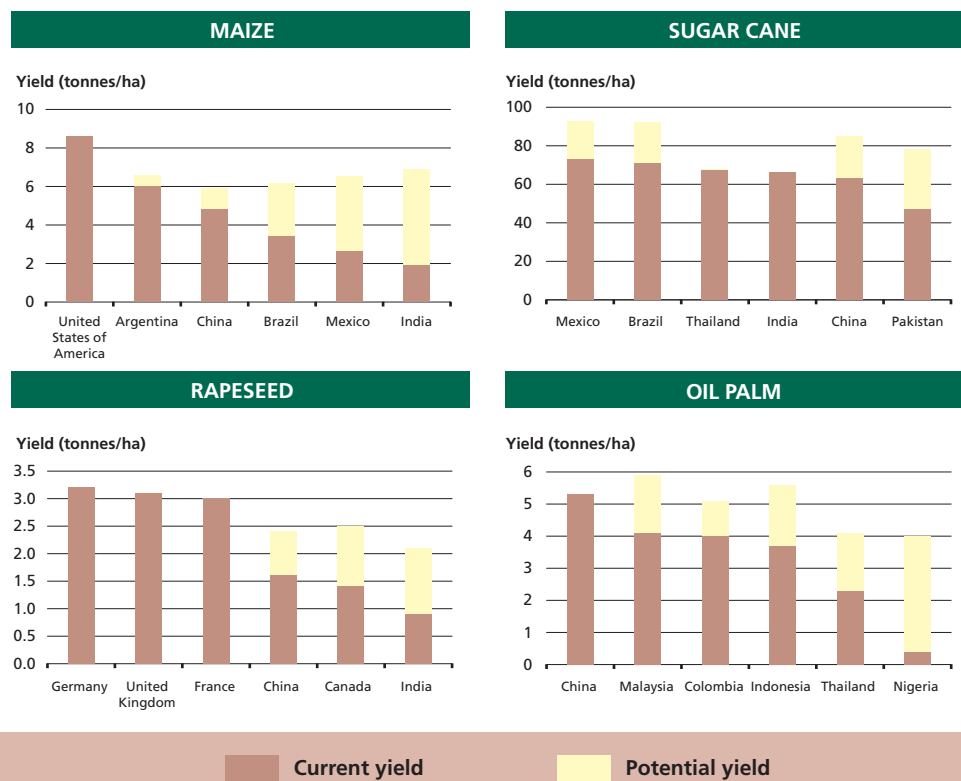 MAIZE
Yield (tonnes/ha)
10
8
6
4
2
0
United States of America
Argentina
China
Brazil
Mexico
India
SUGAR CANE
Yield (tonnes/ha)
100
80
60
40
20
0
Mexico
Brazil
Thailand
India
China
Pakistan
RAPESEED
Yield (tonnes/ha)
3.5
3.0
2.5
2.0
1.5
1.0
0.5
0.0
Germany
United Kingdom
France
China
Canada
India
OIL PALM
Yield (tonnes/ha)
6
5
4
3
2
1
0
China
Malaysia
Colombia
Indonesia
Thailand
Nigeria
Current yield
Potential yield